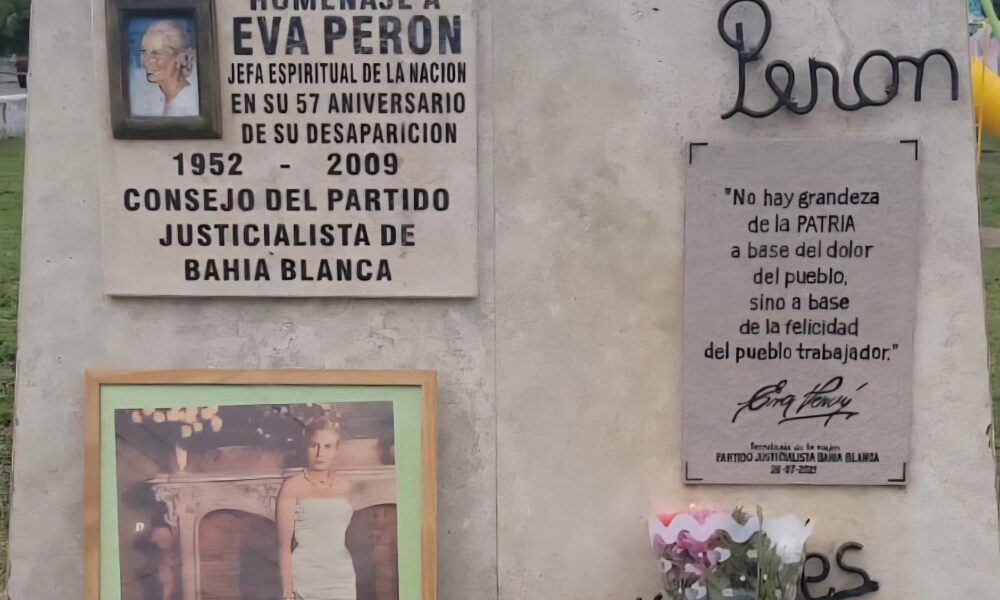 HOMENAJE A
EVA PERON
JEFA ESPIRITUAL DE LA NACION
EN SU 57 ANIVERSARIO
DE SU DESAPARICION
1952 - 2009
CONSEJO DEL PARTIDO
JUSTICIALISTA DE
BAHIA BLANCA
Peron
"No hay grandeza
de la PATRIA
a base del dolor
del pueblo,
sino a base
de la felicidad
del pueblo trabajador."
Eva Perón
PARTIDO JUSTICIALISTA BAHIA BLANCA
26-07-2021
es